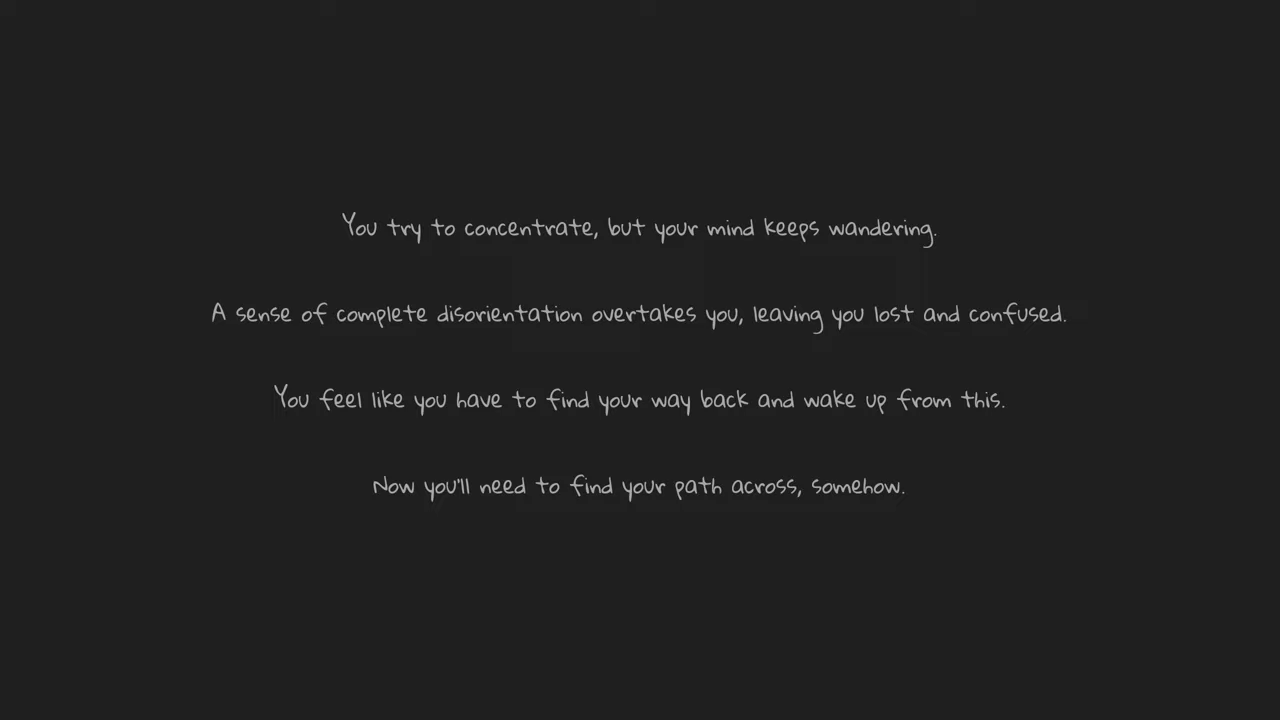 You try to concentrate, but your mind keeps wandering.
A sense of complete disorientation overtakes you, leaving you lost and confused.
You feel like you have to find your way back and wake up from this.
Now you'll need to find your path across, somehow.